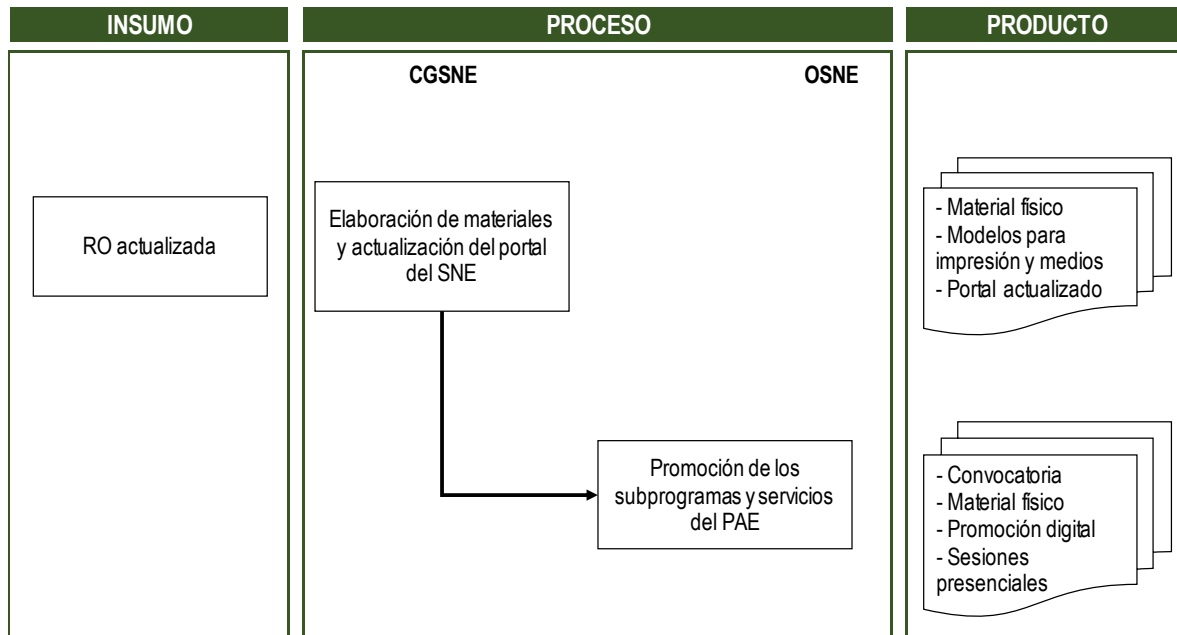 INSUMO
PROCESO
PRODUCTO
CGSNE
OSNE
RO actualizada
Elaboración de materiales
y actualización del portal
del SNE
- Material físico
- Modelos para
impresión y medios
- Portal actualizado
Promoción de los
subprogramas y servicios
del PAE
- Convocatoria
- Material físico
- Promoción digital
- Sesiones
presenciales